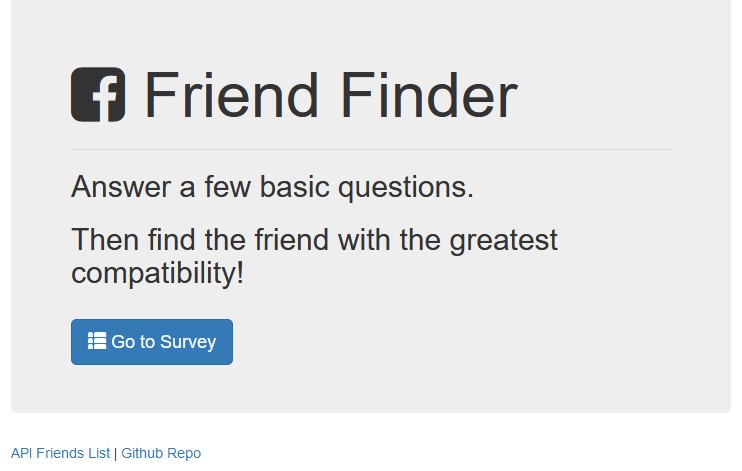 Friend Finder
Answer a few basic questions.
Then find the friend with the greatest
compatibility!
Go to Survey
API Friends List | Github Repo